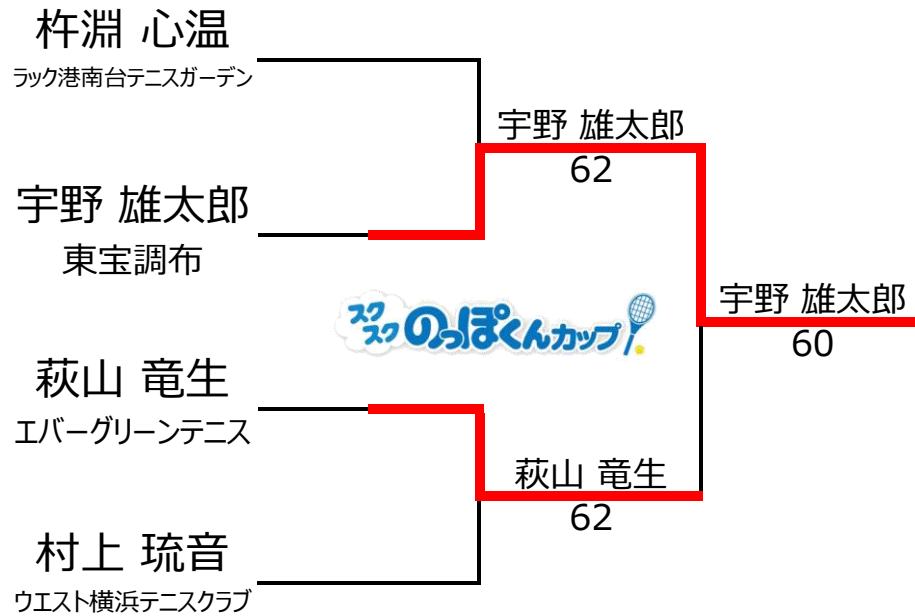 杵淵 心温
ラック港南台テニスガーデン
宇野 雄太郎
62
宇野 雄太郎
東宝調布
スクスクのっぽくんカップ
宇野 雄太郎
60
萩山 竜生
エバーグリーンテニス
萩山 竜生
62
村上 琉音
ウエスト横浜テニスクラブ